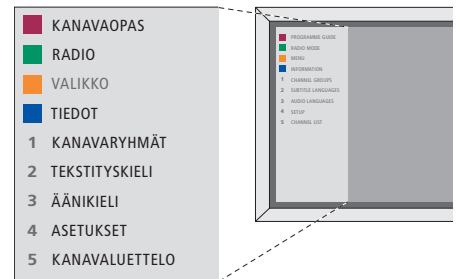 KANAVAOPAS
RADIO
VALIKKO
TIEDOT
1 KANAVARYHMÄT
2 TEKSTITYSKIELI
3 ÄÄNIKIELI
4 ASETUKSET
5 KANAVALUETTELO
PROGRAMME GUIDE
RADIO MODE
MENU
INFORMATION
1 CHANNEL GROUPS
2 SUBTITLE LANGUAGES
3 AUDIO LANGUAGES
4 SETUP
5 CHANNEL LIST